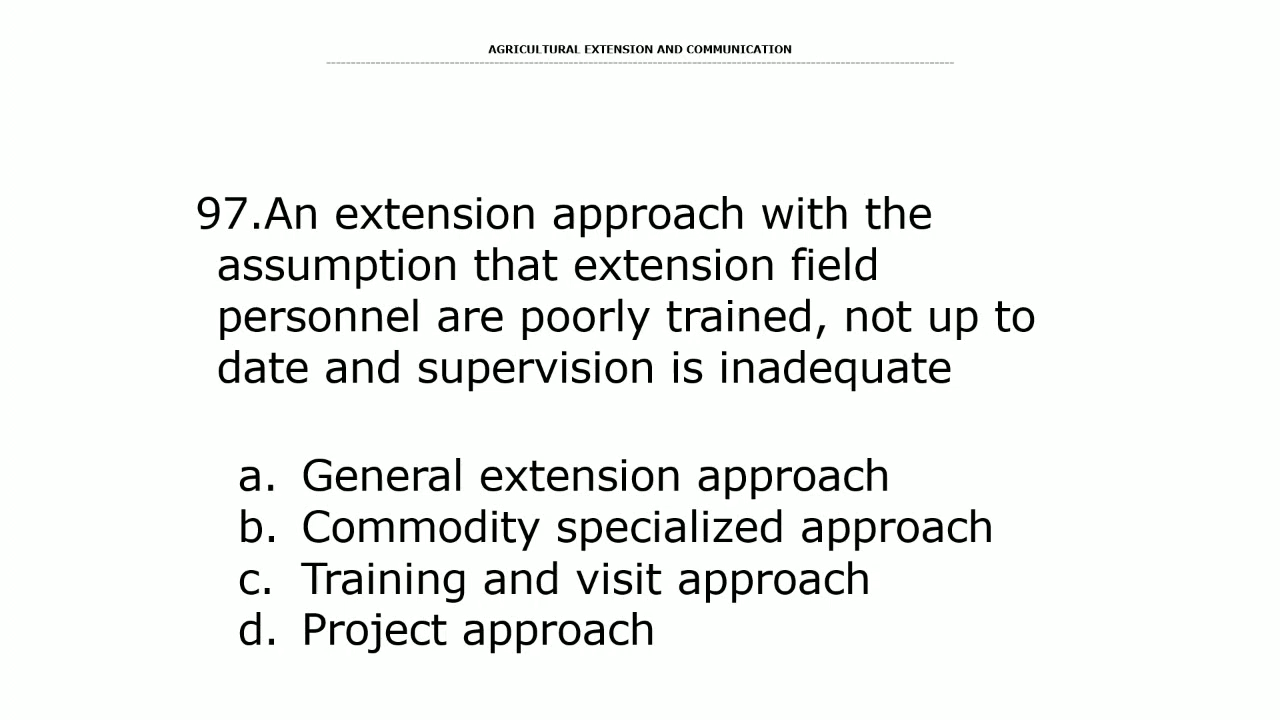 AGRICULTURAL EXTENSION AND COMMUNICATION
97.An extension approach with the
assumption that extension field
personnel are poorly trained, not up to
date and supervision is inadequate
a. General extension approach
b. Commodity specialized approach
c. Training and visit approach
d. Project approach